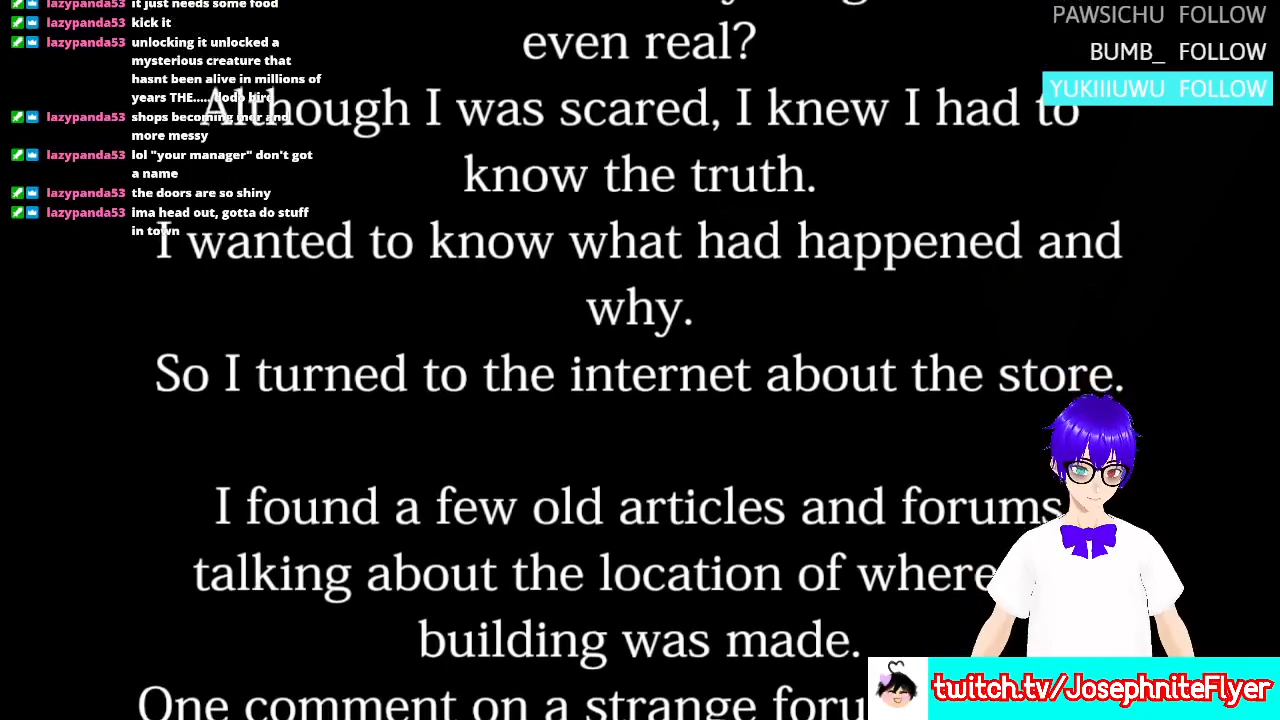 lazypanda53 it just needs some food
lazypanda53 kick it
lazypanda53 unlocking it unlocked a
mysterious creature that
hasnt been alive in millions of
years THE..... dodo bird
lazypanda53 shops becoming mor and
more messy
lazypanda53 lol "your manager" don't got
a name
lazypanda53 the doors are so shiny
lazypanda53 ima head out, gotta do stuff
in town
PAWSICHU FOLLOW
BUMB_ FOLLOW
YUKIIIUWU FOLLOW
even real?
Although I was scared, I knew I had to
know the truth.
I wanted to know what had happened and
why.
So I turned to the internet about the store.
I found a few old articles and forums
talking about the location of where
building was made.
One comment on a strange foru
twitch.tv/JosephniteFlyer